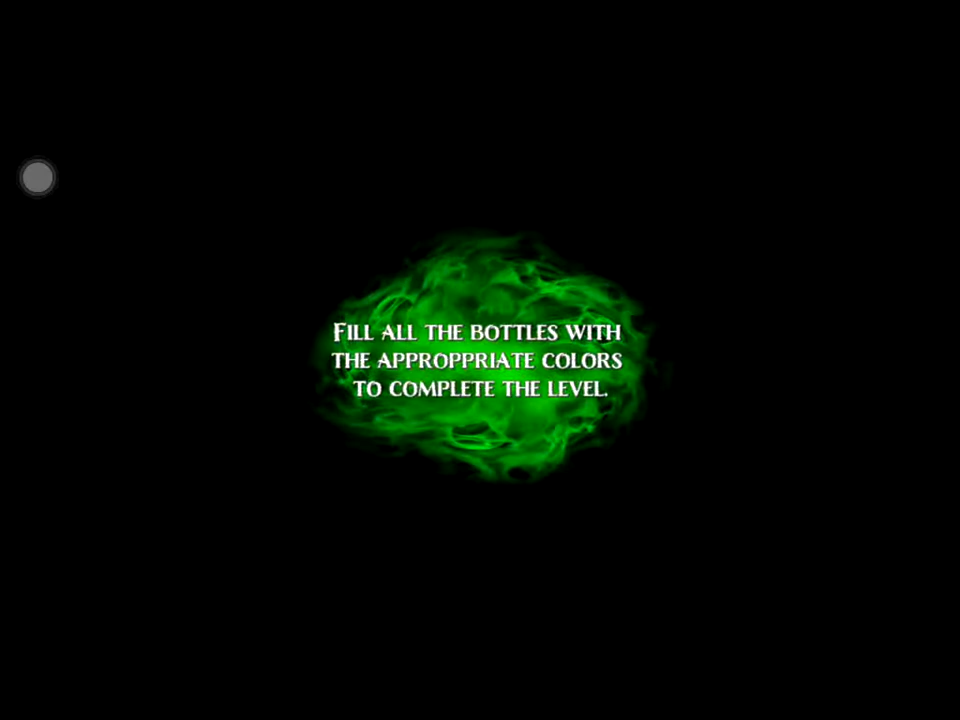 Fill all the bottles with
the approppriate colors
to complete the level.